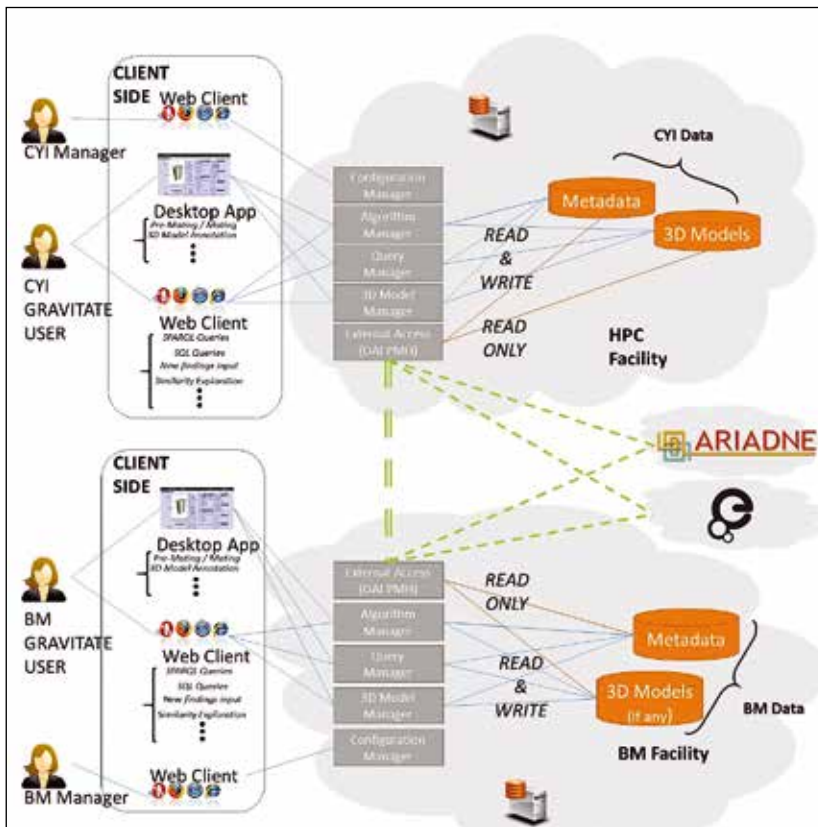 CLIENT
SIDE
Web Client
CYI Manager
Desktop App
Pre-Mating / Mating
3D Model Annotation
CYI
GRAVITATE
USER
Web Client
SPARQL Queries
SQL Queries
New findings input
Similarity Exploration
Configuration
Manager
Algorithm
Manager
Query
Manager
3D Model
Manager
External Access
(OAI PMH)
READ
&
WRITE
READ
ONLY
CYI Data
Metadata
3D Models
HPC
Facility
ARIADNE
CLIENT
SIDE
Desktop App
Pre-Mating / Mating
3D Model Annotation
BM
GRAVITATE
USER
Web Client
SPARQL Queries
SQL Queries
New findings input
Similarity Exploration
Web Client
BM Manager
External Access
(OAI PMH)
Algorithm
Manager
Query
Manager
3D Model
Manager
Configuration
Manager
READ
ONLY
READ
&
WRITE
Metadata
3D Models
(if any)
BM Data
BM Facility